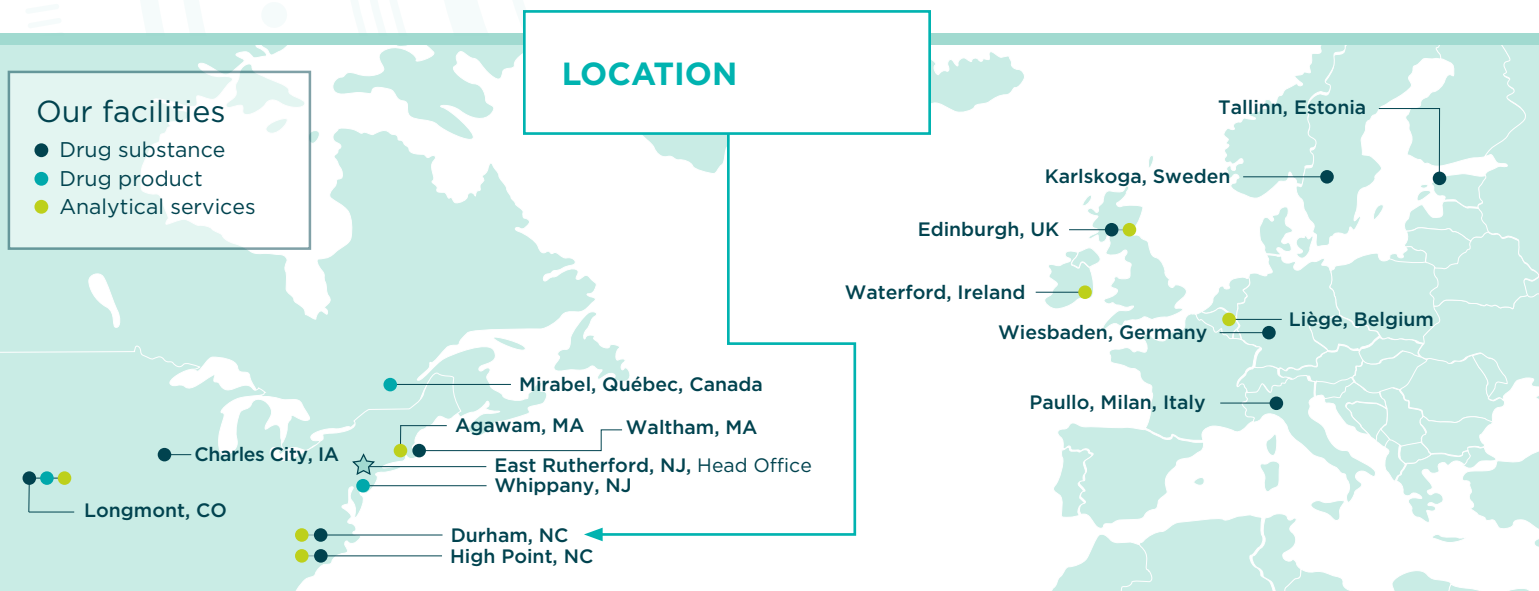 LOCATION
Our facilities
Drug substance
Drug product
Analytical services
Tallinn, Estonia
Karlskoga, Sweden
Edinburgh, UK
Waterford, Ireland
Liège, Belgium
Wiesbaden, Germany
Paullo, Milan, Italy
Mirabel, Québec, Canada
Agawam, MA
Waltham, MA
Charles City, IA
East Rutherford, NJ, Head Office
Whippany, NJ
Longmont, CO
Durham, NC
High Point, NC